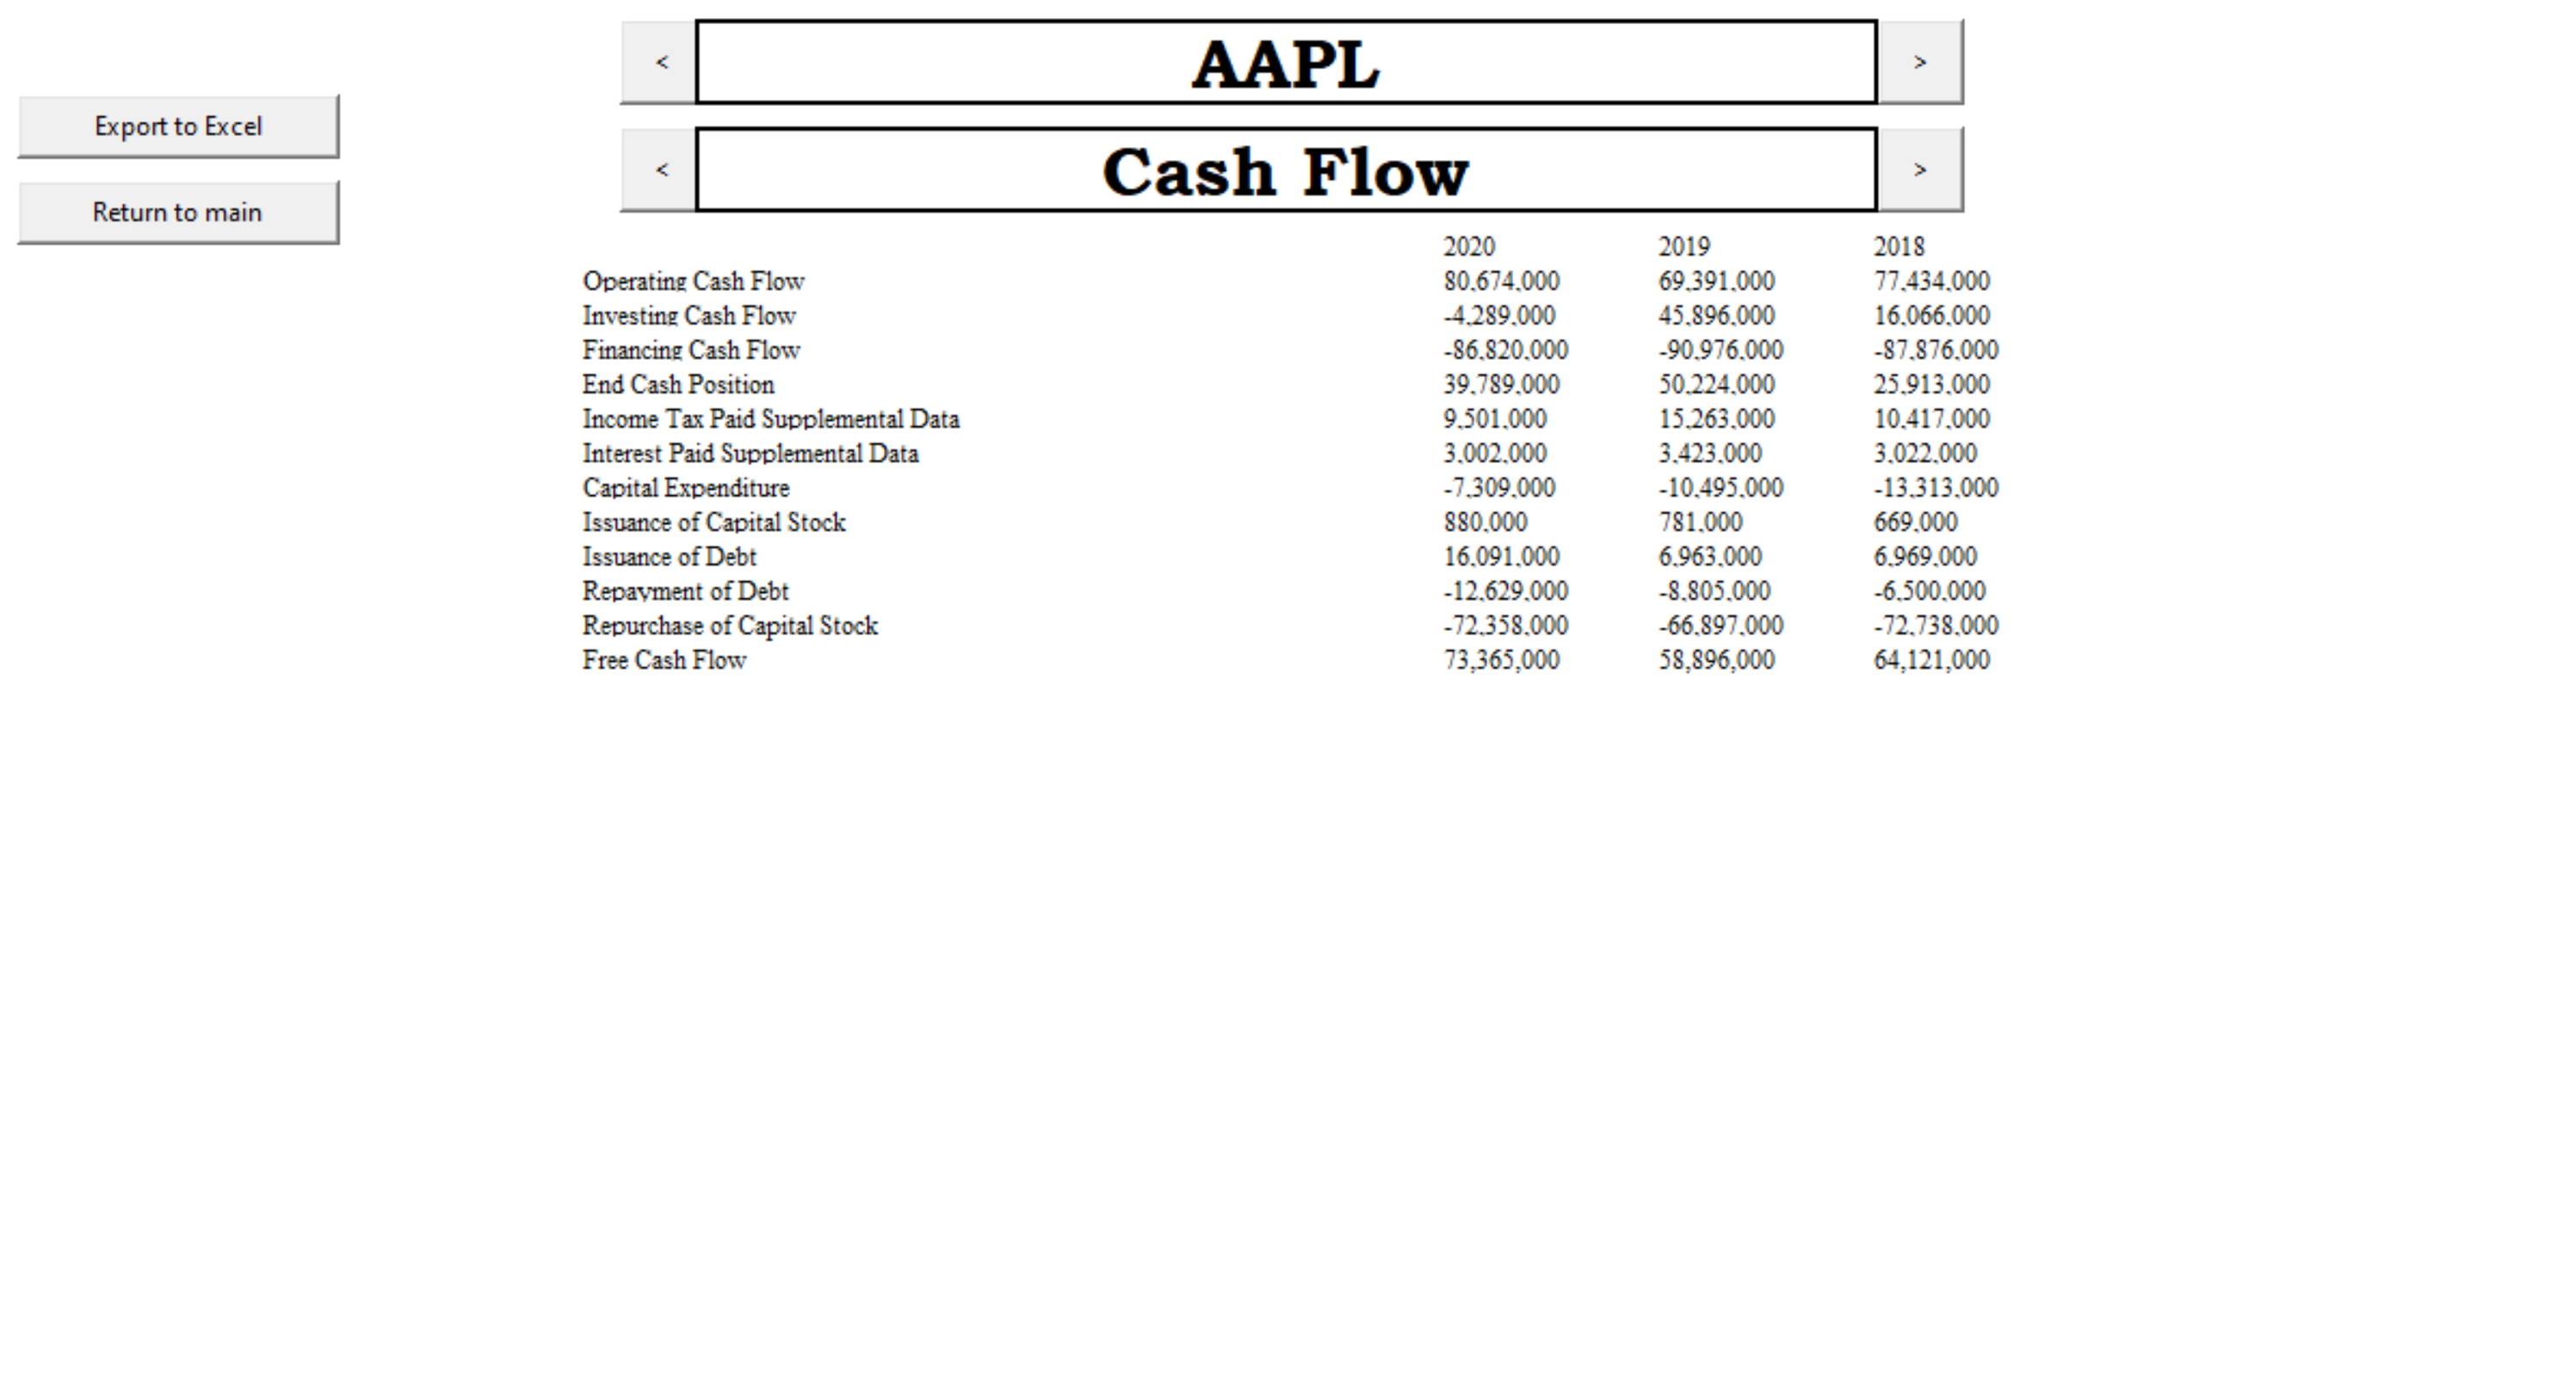 < AAPL >
Export to Excel
< Cash Flow >
Return to main
2020 2019 2018
Operating Cash Flow 80,674,000 69,391,000 77,434,000
Investing Cash Flow -4,289,000 45,896,000 16,066,000
Financing Cash Flow -86,820,000 -90,976,000 -87,876,000
End Cash Position 39,789,000 50,224,000 25,913,000
Income Tax Paid Supplemental Data 9,501,000 15,263,000 10,417,000
Interest Paid Supplemental Data 3,002,000 3,423,000 3,022,000
Capital Expenditure -7,309,000 -10,495,000 -13,313,000
Issuance of Capital Stock 880,000 781,000 669,000
Issuance of Debt 16,091,000 6,963,000 6,969,000
Repayment of Debt -12,629,000 -8,805,000 -6,500,000
Repurchase of Capital Stock -72,358,000 -66,897,000 -72,738,000
Free Cash Flow 73,365,000 58,896,000 64,121,000